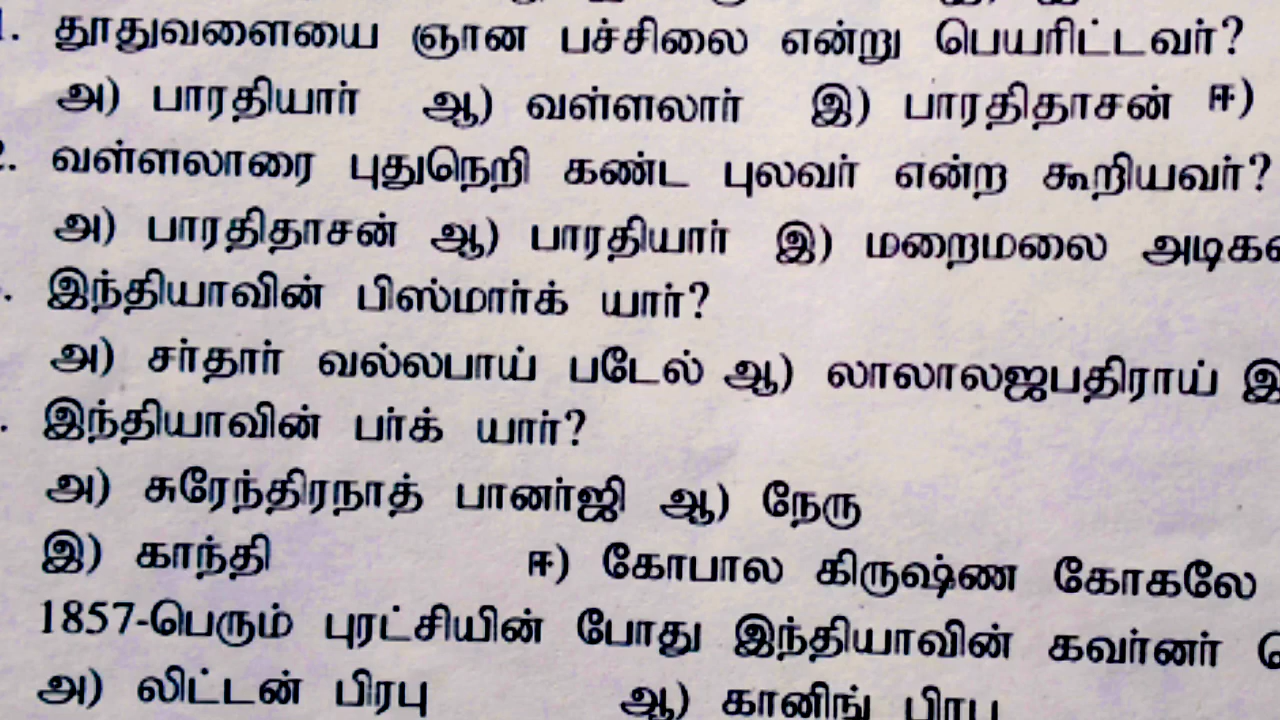 1. தூதுவளையை ஞான பச்சிலை என்று பெயரிட்டவர்?
அ) பாரதியார் ஆ) வள்ளலார் இ) பாரதிதாசன் ஈ)
2. வள்ளலாரை புதுநெறி கண்ட புலவர் என்ற கூறியவர்?
அ) பாரதிதாசன் ஆ) பாரதியார் இ) மறைமலை
. இந்தியாவின் பிஸ்மார்க் யார்?
அ) சர்தார் வல்லபாய் படேல் ஆ) லாலாலஜபதிராய் இ
. இந்தியாவின் பர்க் யார்?
அ) சுரேந்திரநாத் பானர்ஜி ஆ) நேரு
இ) காந்தி ஈ) கோபால கிருஷ்ண கோகலே
1857-பெரும் புரட்சியின் போது இந்தியாவின் கவர்னர்
அ) லிட்டன் பிரபு ஆ) கானிங் பிரபு